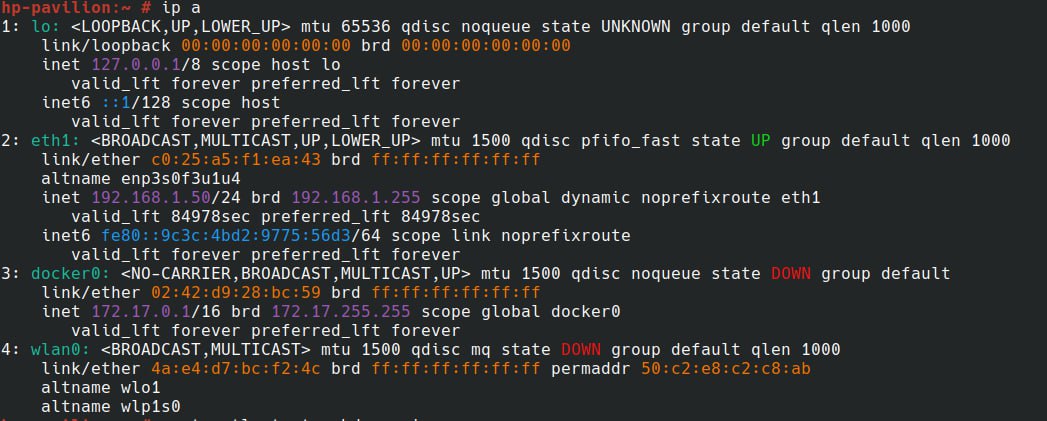 hp-pavilion:~ # ip a
1: lo: <LOOPBACK,UP,LOWER_UP> mtu 65536 qdisc noqueue state UNKNOWN group default qlen 1000
link/loopback 00:00:00:00:00:00 brd 00:00:00:00:00:00
inet 127.0.0.1/8 scope host lo
valid_lft forever preferred_lft forever
inet6 ::1/128 scope host
valid_lft forever preferred_lft forever
2: eth1: <BROADCAST,MULTICAST,UP,LOWER_UP> mtu 1500 qdisc pfifo_fast state UP group default qlen 1000
link/ether c0:25:a5:f1:ea:43 brd ff:ff:ff:ff:ff:ff
altname enp3s0f3u1u4
inet 192.168.1.50/24 brd 192.168.1.255 scope global dynamic noprefixroute eth1
valid_lft 84978sec preferred_lft 84978sec
inet6 fe80::9c3c:4bd2:9775:56d3/64 scope link noprefixroute
valid_lft forever preferred_lft forever
3: docker0: <NO-CARRIER,BROADCAST,MULTICAST,UP> mtu 1500 qdisc noqueue state DOWN group default
link/ether 02:42:d9:28:bc:59 brd ff:ff:ff:ff:ff:ff
inet 172.17.0.1/16 brd 172.17.255.255 scope global docker0
valid_lft forever preferred_lft forever
4: wlan0: <BROADCAST,MULTICAST> mtu 1500 qdisc mq state DOWN group default qlen 1000
link/ether 4a:e4:d7:bc:f2:4c brd ff:ff:ff:ff:ff:ff permaddr 50:c2:e8:c2:c8:ab
altname wlo1
altname wlp1s0